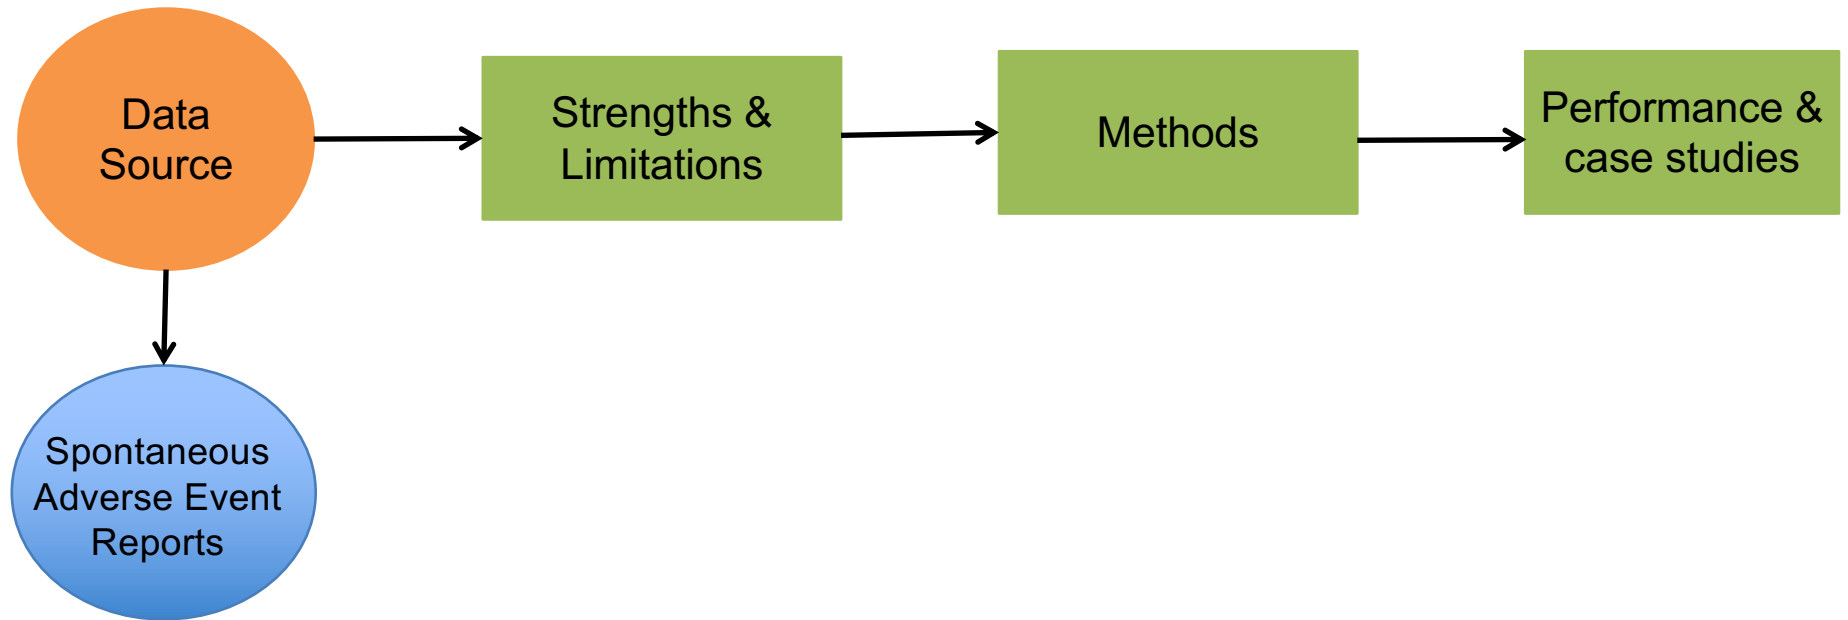 Data
Source
Strengths &
Limitations
Methods
Performance &
case studies
Spontaneous
Adverse Event
Reports